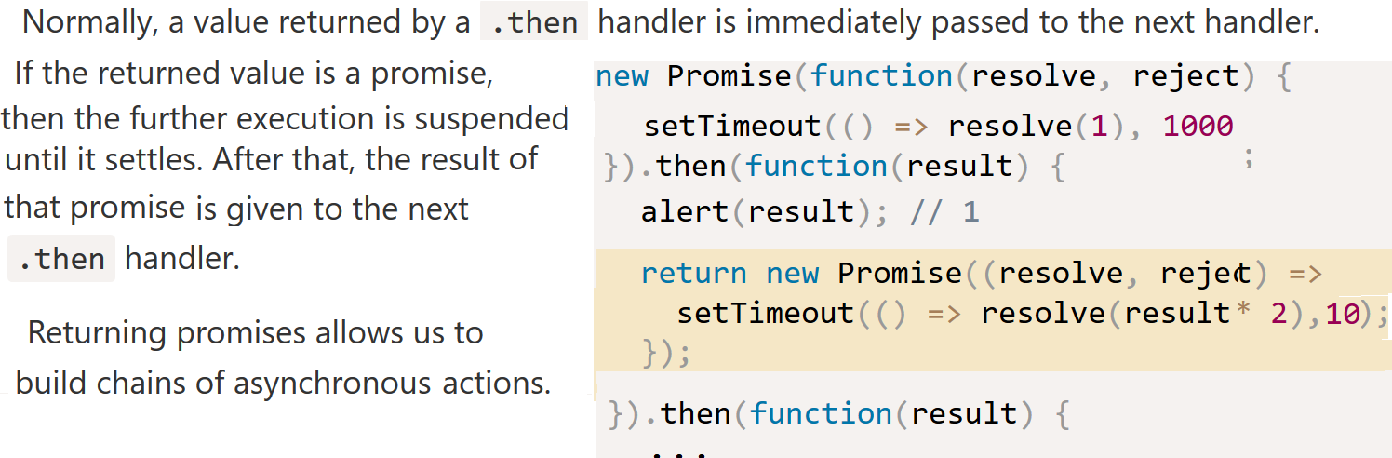 Normally, a value returned by a .then handler is immediately passed to the next handler.
If the returned value is a promise,
then the further execution is suspended
until it settles. After that, the result of
that promise is given to the next
.then handler.
Returning promises allows us to
build chains of asynchronous actions.
new Promise(function(resolve, reject) {
setTimeout(() => resolve(1), 1000
;
}).then(function(result) {
alert(result); // 1
return new Promise((resolve, reject) =>
setTimeout(() => resolve(result* 2),10);
});
}).then(function(result) {
...